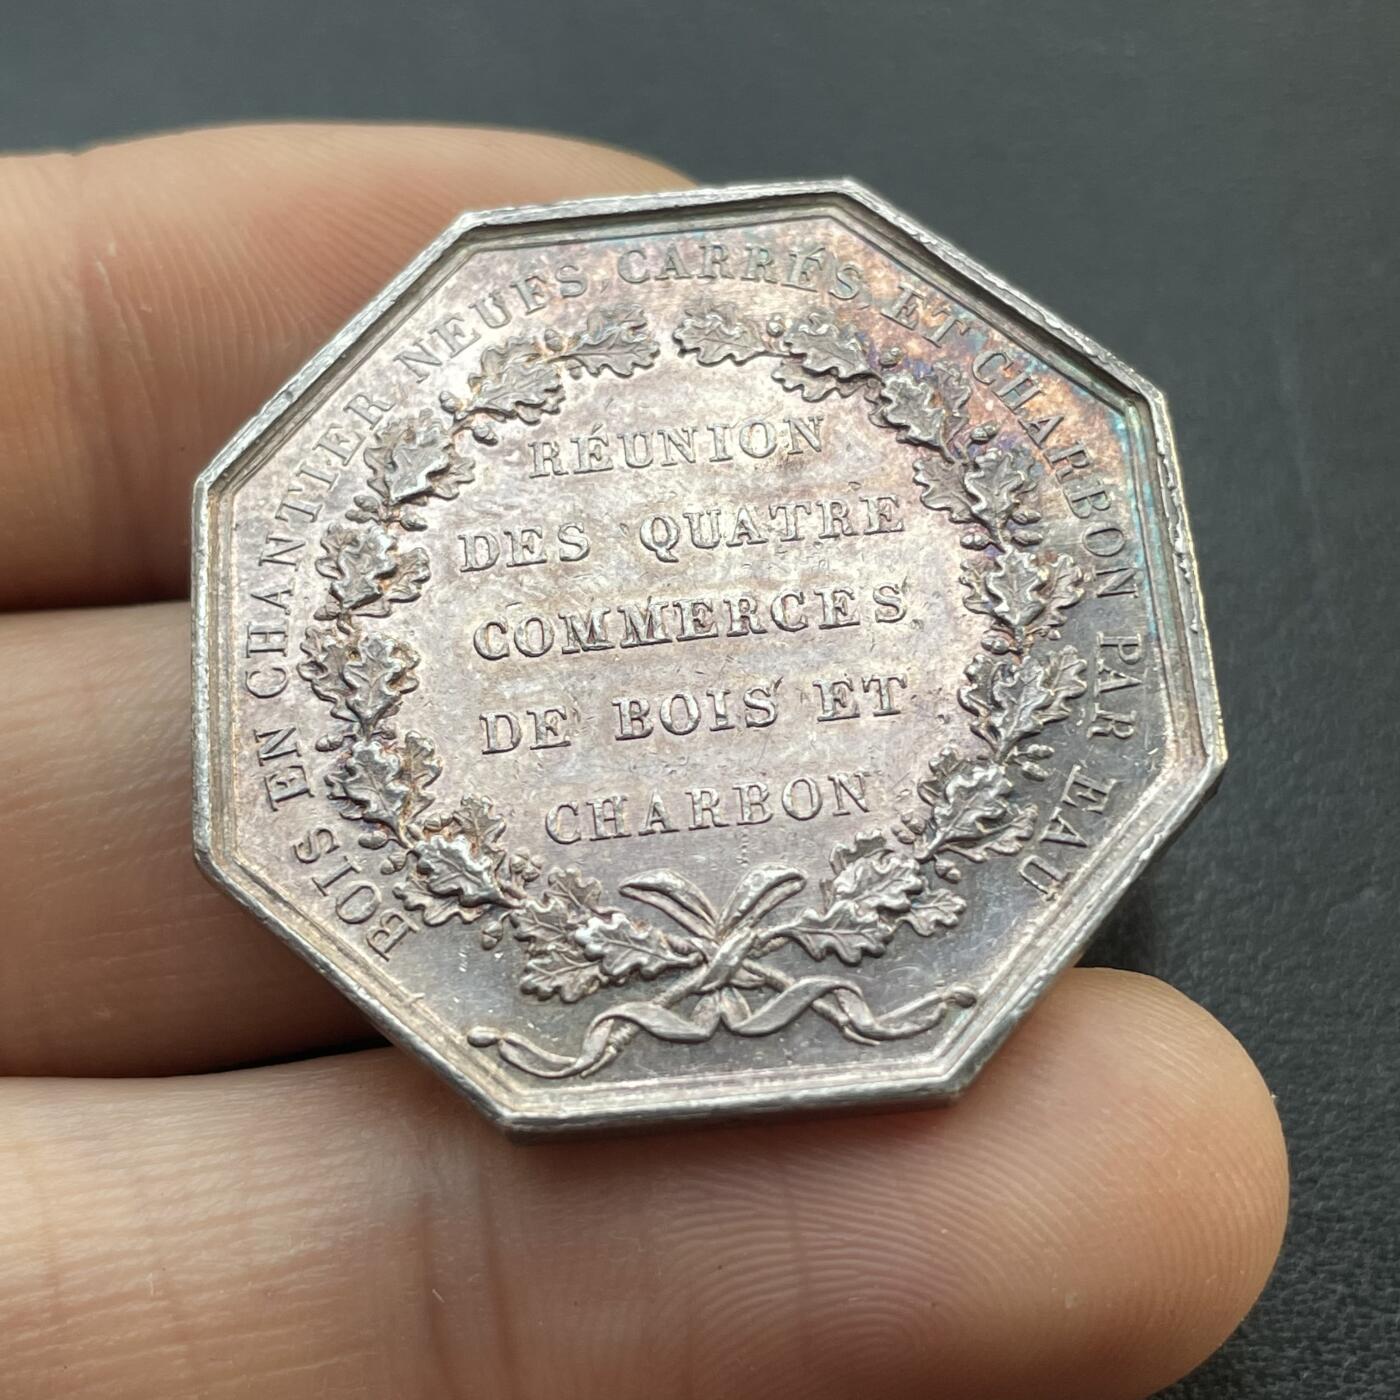 BOIS EN CHANTIER, NEUFS, CARRÉS ET CHARBON PAR EAU
RÉUNION
DES QUATRE
COMMERCES
DE BOIS ET
CHARBON